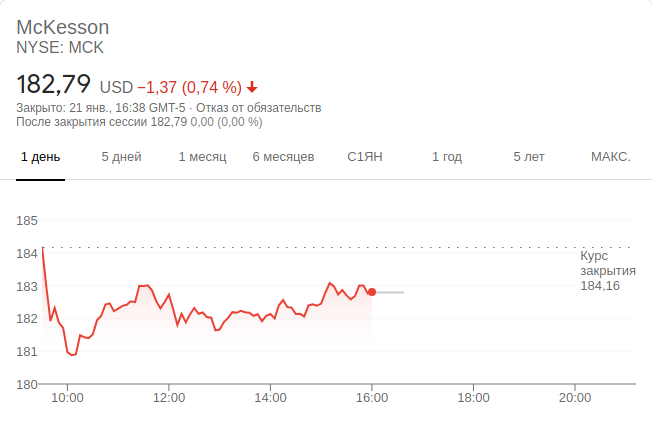 McKesson
NYSE: MCK
182,79 USD −1,37 (0,74 %)
Закрыто: 21 янв., 16:38 GMT-5 · Отказ от обязательств
После закрытия сессии 182,79 0,00 (0,00 %)
1 день 5 дней 1 месяц 6 месяцев С1ЯН 1 год 5 лет МАКС.
185
184
183
182
181
180
Курс
закрытия
184,16
10:00 12:00 14:00 16:00 18:00 20:00